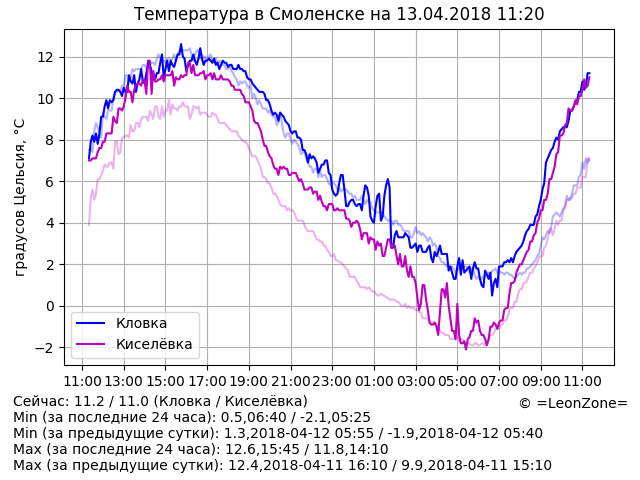 Температура в Смоленске на 13.04.2018 11:20
градусов Цельсия, °C
12
10
8
6
4
2
0
−2
Кловка
Киселёвка
11:00 13:00 15:00 17:00 19:00 21:00 23:00 01:00 03:00 05:00 07:00 09:00 11:00
Сейчас: 11.2 / 11.0 (Кловка / Киселёвка)
© =LeonZone=
Min (за последние 24 часа): 0.5,06:40 / -2.1,05:25
Min (за предыдущие сутки): 1.3,2018-04-12 05:55 / -1.9,2018-04-12 05:40
Max (за последние 24 часа): 12.6,15:45 / 11.8,14:10
Max (за предыдущие сутки): 12.4,2018-04-11 16:10 / 9.9,2018-04-11 15:10